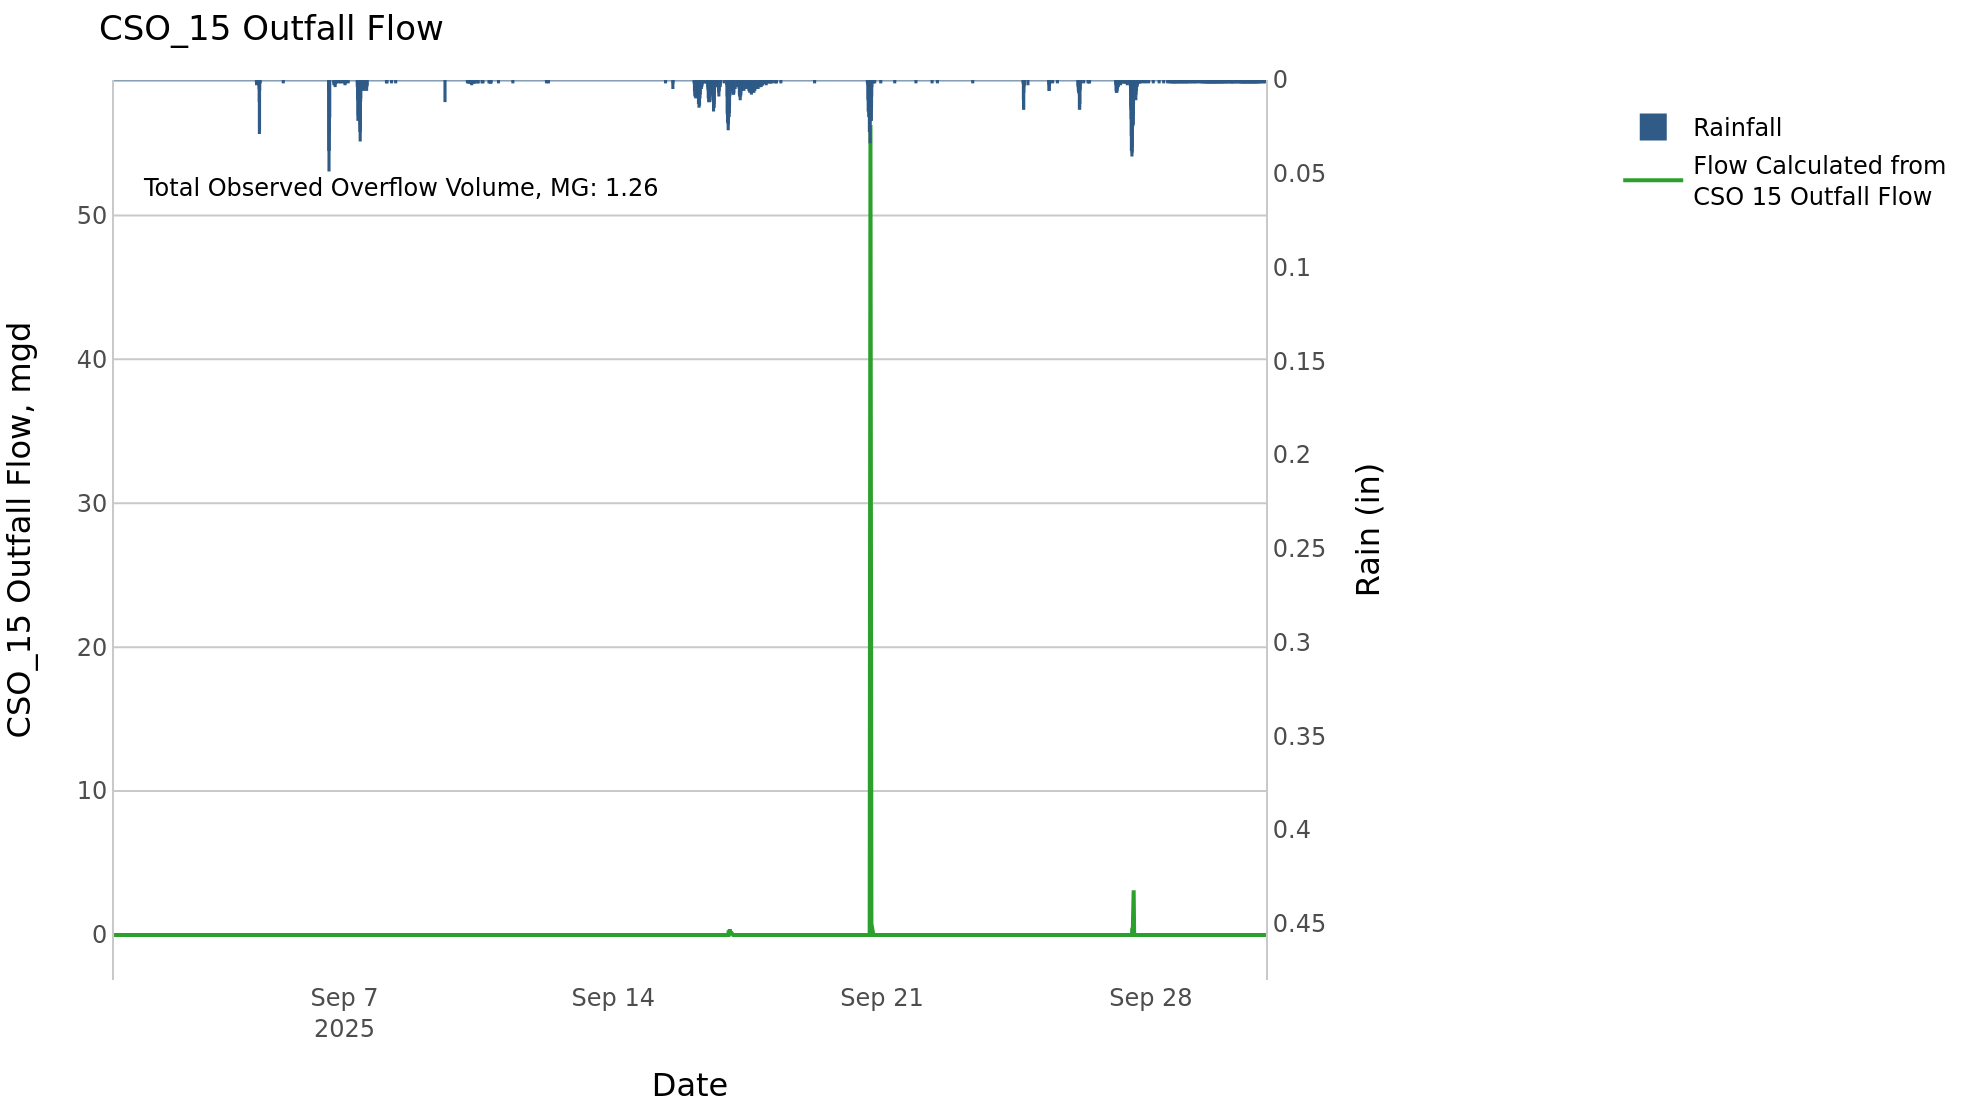 CSO_15 Outfall Flow
Total Observed Overflow Volume, MG: 1.26
CSO_15 Outfall Flow, mgd
50
40
30
20
10
0
0
0.05
0.1
0.15
0.2
0.25
0.3
0.35
0.4
0.45
Rain (in)
Sep 7
2025
Sep 14
Sep 21
Sep 28
Date
Rainfall
Flow Calculated from
CSO 15 Outfall Flow